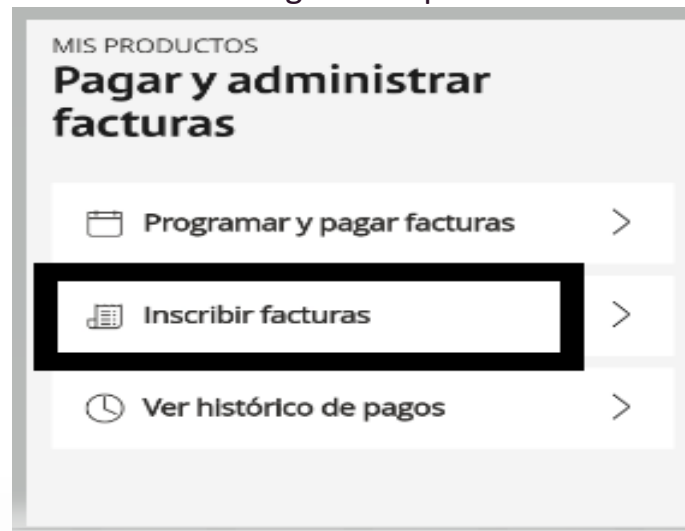 MIS PRODUCTOS
Pagar y administrar
facturas
Programar y pagar facturas
Inscribir facturas
Ver histórico de pagos